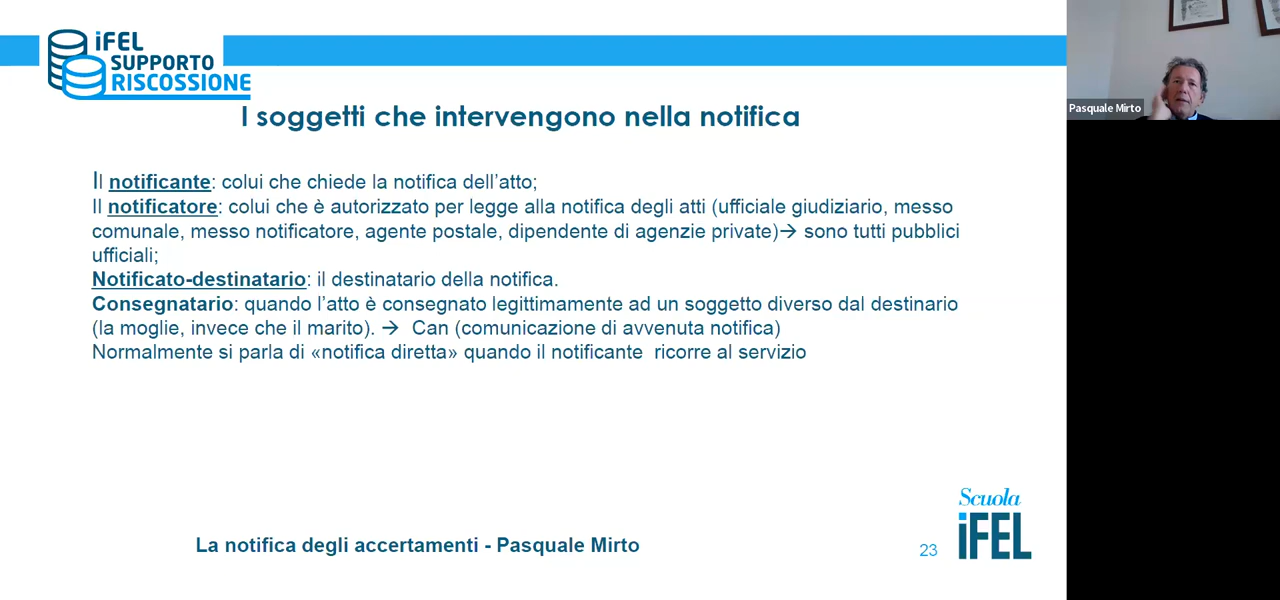 iFEL
SUPPORTO
RISCOSSIONE
I soggetti che intervengono nella notifica
Pasquale Mirto
Il notificante: colui che chiede la notifica dell’atto;
Il notificatore: colui che è autorizzato per legge alla notifica degli atti (ufficiale giudiziario, messo
comunale, messo notificatore, agente postale, dipendente di agenzie private)→ sono tutti pubblici
ufficiali;
Notificato-destinatario: il destinatario della notifica.
Consegnatario: quando l’atto è consegnato legittimamente ad un soggetto diverso dal destinario
(la moglie, invece che il marito). → Can (comunicazione di avvenuta notifica)
Normalmente si parla di «notifica diretta» quando il notificante ricorre al servizio
Scuola
iFEL
La notifica degli accertamenti - Pasquale Mirto
23